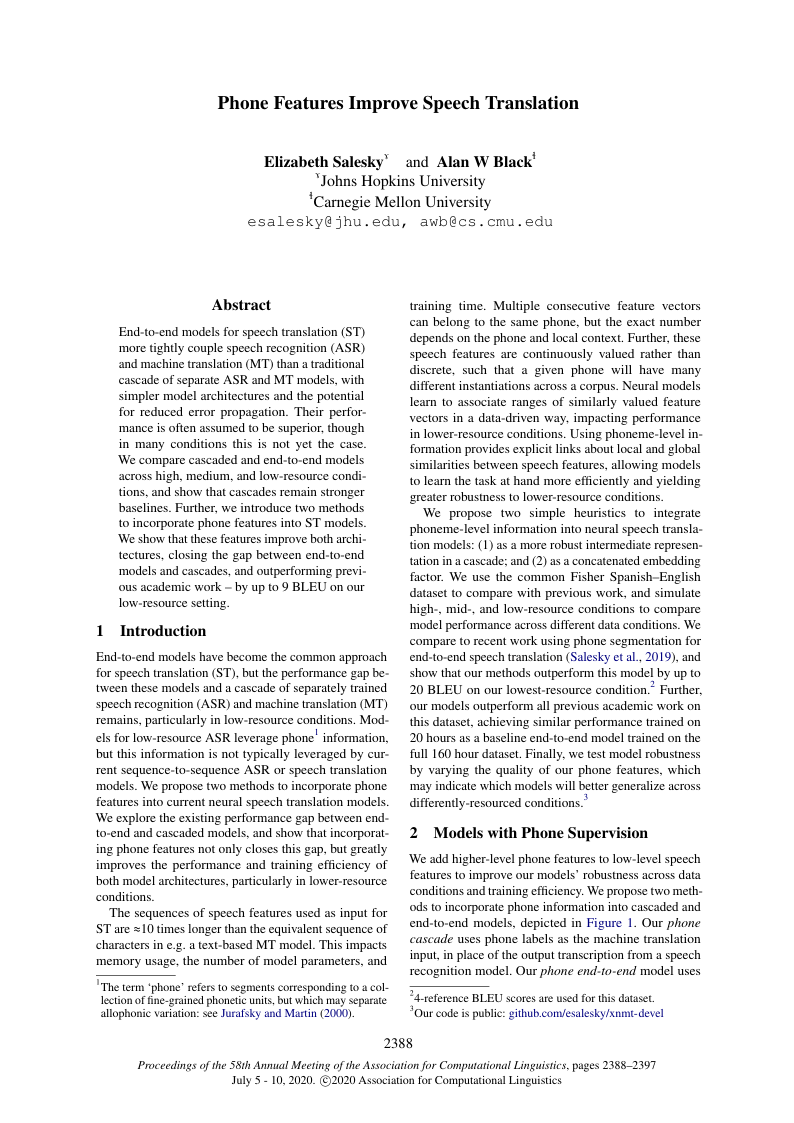 Phone Features Improve Speech Translation
Elizabeth Saleskyˠ and Alan W Blackɬ
ˠJohns Hopkins University
ɬCarnegie Mellon University
esalesky@jhu.edu, awb@cs.cmu.edu
Abstract
End-to-end models for speech translation (ST)
more tightly couple speech recognition (ASR)
and machine translation (MT) than a traditional
cascade of separate ASR and MT models, with
simpler model architectures and the potential
for reduced error propagation. Their perfor-
mance is often assumed to be superior, though
in many conditions this is not yet the case.
We compare cascaded and end-to-end models
across high, medium, and low-resource condi-
tions, and show that cascades remain stronger
baselines. Further, we introduce two methods
to incorporate phone features into ST models.
We show that these features improve both archi-
tectures, closing the gap between end-to-end
models and cascades, and outperforming previ-
ous academic work – by up to 9 BLEU on our
low-resource setting.
1 Introduction
End-to-end models have become the common approach
for speech translation (ST), but the performance gap be-
tween these models and a cascade of separately trained
speech recognition (ASR) and machine translation (MT)
remains, particularly in low-resource conditions. Mod-
els for low-resource ASR leverage phone1 information,
but this information is not typically leveraged by cur-
rent sequence-to-sequence ASR or speech translation
models. We propose two methods to incorporate phone
features into current neural speech translation models.
We explore the existing performance gap between end-
to-end and cascaded models, and show that incorporat-
ing phone features not only closes this gap, but greatly
improves the performance and training efficiency of
both model architectures, particularly in lower-resource
conditions.
The sequences of speech features used as input for
ST are ≈10 times longer than the equivalent sequence of
characters in e.g. a text-based MT model. This impacts
memory usage, the number of model parameters, and
1The term ‘phone’ refers to segments corresponding to a col-
lection of fine-grained phonetic units, but which may separate
allophonic variation: see Jurafsky and Martin (2000).
training time. Multiple consecutive feature vectors
can belong to the same phone, but the exact number
depends on the phone and local context. Further, these
speech features are continuously valued rather than
discrete, such that a given phone will have many
different instantiations across a corpus. Neural models
learn to associate ranges of similarly valued feature
vectors in a data-driven way, impacting performance
in lower-resource conditions. Using phoneme-level in-
formation provides explicit links about local and global
similarities between speech features, allowing models
to learn the task at hand more efficiently and yielding
greater robustness to lower-resource conditions.
We propose two simple heuristics to integrate
phoneme-level information into neural speech transla-
tion models: (1) as a more robust intermediate represen-
tation in a cascade; and (2) as a concatenated embedding
factor. We use the common Fisher Spanish–English
dataset to compare with previous work, and simulate
high-, mid-, and low-resource conditions to compare
model performance across different data conditions. We
compare to recent work using phone segmentation for
end-to-end speech translation (Salesky et al., 2019), and
show that our methods outperform this model by up to
20 BLEU on our lowest-resource condition.2 Further,
our models outperform all previous academic work on
this dataset, achieving similar performance trained on
20 hours as a baseline end-to-end model trained on the
full 160 hour dataset. Finally, we test model robustness
by varying the quality of our phone features, which
may indicate which models will better generalize across
differently-resourced conditions.3
2 Models with Phone Supervision
We add higher-level phone features to low-level speech
features to improve our models’ robustness across data
conditions and training efficiency. We propose two meth-
ods to incorporate phone information into cascaded and
end-to-end models, depicted in Figure 1. Our phone
cascade uses phone labels as the machine translation
input, in place of the output transcription from a speech
recognition model. Our phone end-to-end model uses
24-reference BLEU scores are used for this dataset.
3Our code is public: github.com/esalesky/xnmt-devel
2388
Proceedings of the 58th Annual Meeting of the Association for Computational Linguistics, pages 2388–2397
July 5 - 10, 2020. ©2020 Association for Computational Linguistics